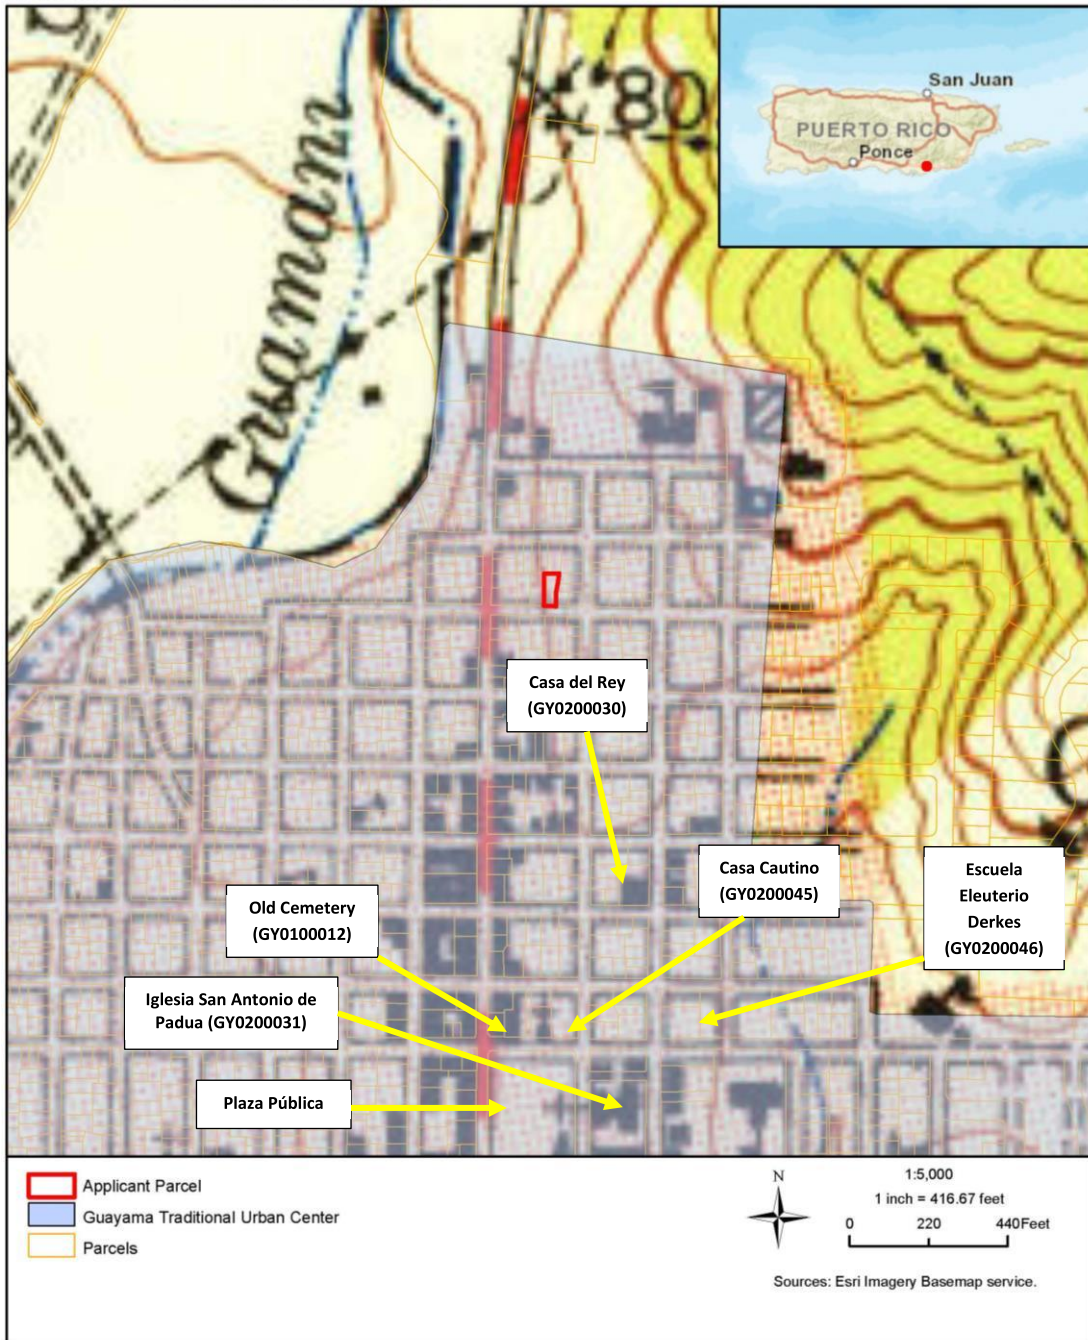 80
San Juan
PUERTO RICO
Ponce
Guamani
Casa del Rey
(GY0200030)
Casa Cautino
(GY0200045)
Escuela
Eleuterio
Derkes
(GY0200046)
Old Cemetery
(GY0100012)
Iglesia San Antonio de
Padua (GY0200031)
Plaza Pública
Applicant Parcel
Guayama Traditional Urban Center
Parcels
N
1:5,000
1 inch = 416.67 feet
0 220 440Feet
Sources: Esri Imagery Basemap service.